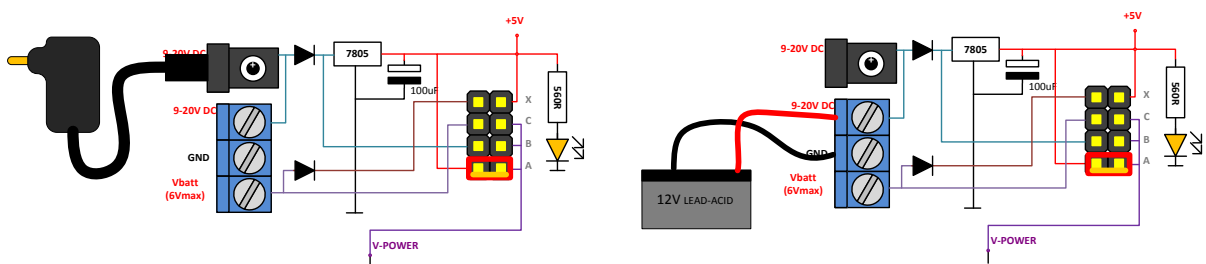 +5V
9-20V DC
7805
100uF
560R
X
C
B
A
9-20V DC
GND
Vbatt
(6Vmax)
V-POWER
+5V
9-20V DC
7805
100uF
560R
X
C
B
A
9-20V DC
GND
Vbatt
(6Vmax)
12V LEAD-ACID
V-POWER